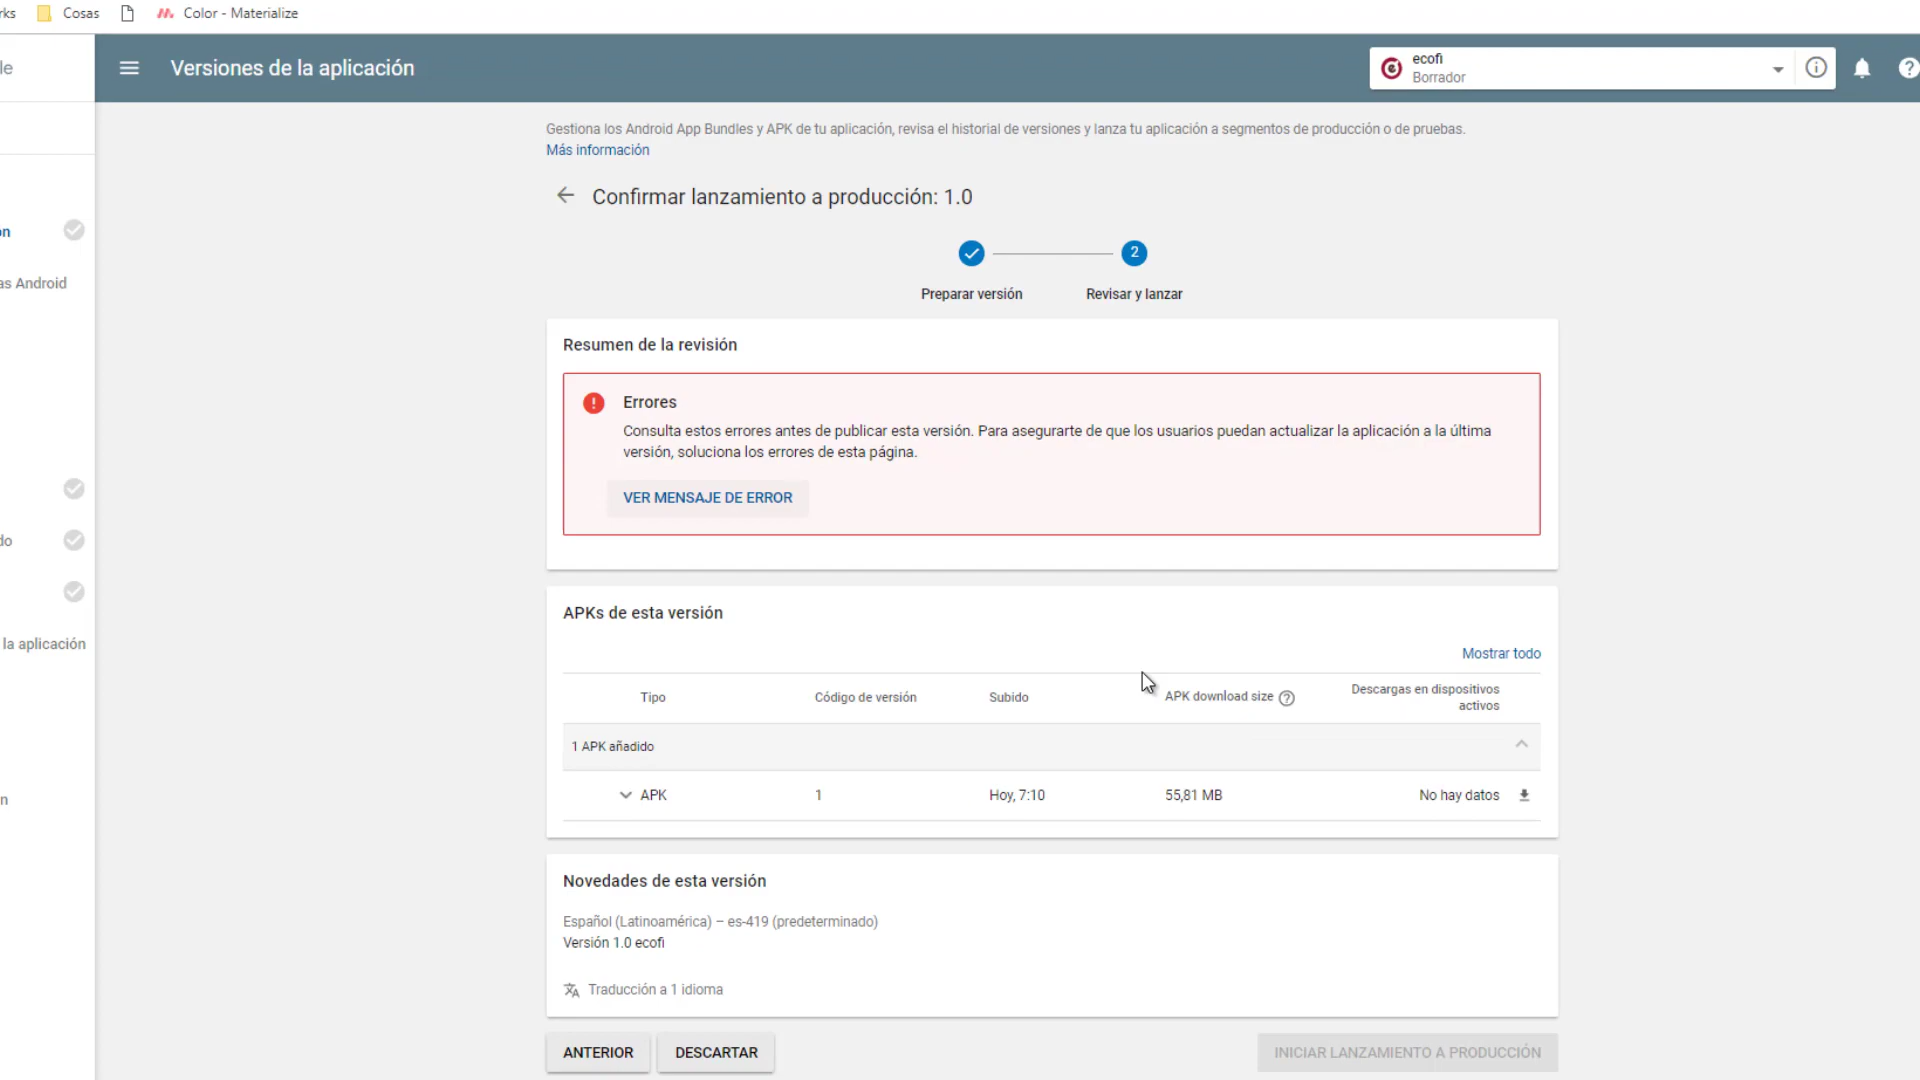 rks Cosas Color - Materialize
le
Versiones de la aplicación
ecofi
Borrador
Gestiona los Android App Bundles y APK de tu aplicación, revisa el historial de versiones y lanza tu aplicación a segmentos de producción o de pruebas.
Más información
Confirmar lanzamiento a producción: 1.0
ón
as Android
2
Preparar versión Revisar y lanzar
Resumen de la revisión
Errores
Consulta estos errores antes de publicar esta versión. Para asegurarte de que los usuarios puedan actualizar la aplicación a la última
versión, soluciona los errores de esta página.
VER MENSAJE DE ERROR
do
la aplicación
n
APKs de esta versión
Mostrar todo
Tipo Código de versión Subido APK download size Descargas en dispositivos
activos
1 APK añadido
APK 1 Hoy, 7:10 55,81 MB No hay datos
Novedades de esta versión
Español (Latinoamérica) – es-419 (predeterminado)
Versión 1.0 ecofi
Traducción a 1 idioma
ANTERIOR DESCARTAR INICIAR LANZAMIENTO A PRODUCCIÓN